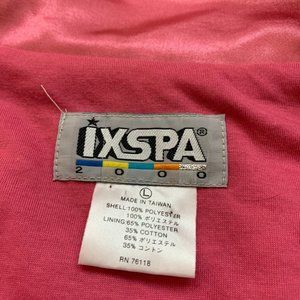 iXSPA®
2000
L
MADE IN TAIWAN
SHELL:100% POLYESTER
100% ポリエステル
LINING:65% POLYESTER
35% COTTON
65% ポリエステル
35% コットン
RN 76118